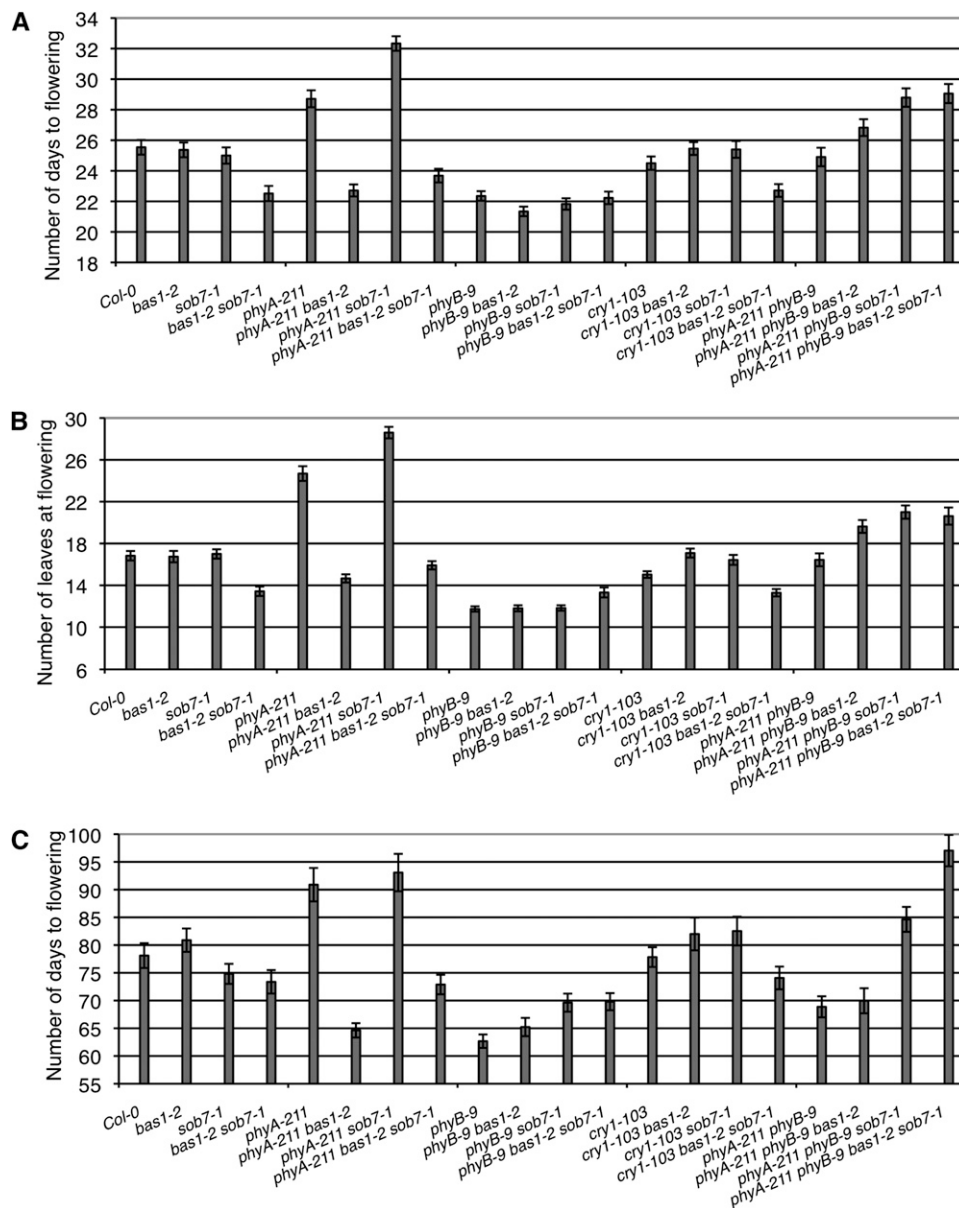 A
Number of days to flowering
34
32
30
28
26
24
22
20
18
Col-0
bas1-2
sob7-1
bas1-2 sob7-1
phyA-211
phyA-211 bas1-2
phyA-211 sob7-1
phyA-211 bas1-2 sob7-1
phyB-9
phyB-9 bas1-2
phyB-9 sob7-1
phyB-9 bas1-2 sob7-1
cry1-103
cry1-103 bas1-2
cry1-103 sob7-1
cry1-103 bas1-2 sob7-1
phyA-211 phyB-9
phyA-211 phyB-9 bas1-2
phyA-211 phyB-9 sob7-1
phyA-211 phyB-9 bas1-2 sob7-1
B
Number of leaves at flowering
30
26
22
18
14
10
6
Col-0
bas1-2
sob7-1
bas1-2 sob7-1
phyA-211
phyA-211 bas1-2
phyA-211 sob7-1
phyA-211 bas1-2 sob7-1
phyB-9
phyB-9 bas1-2
phyB-9 sob7-1
phyB-9 bas1-2 sob7-1
cry1-103
cry1-103 bas1-2
cry1-103 sob7-1
cry1-103 bas1-2 sob7-1
phyA-211 phyB-9
phyA-211 phyB-9 bas1-2
phyA-211 phyB-9 sob7-1
phyA-211 phyB-9 bas1-2 sob7-1
C
Number of days to flowering
100
95
90
85
80
75
70
65
60
55
Col-0
bas1-2
sob7-1
bas1-2 sob7-1
phyA-211
phyA-211 bas1-2
phyA-211 sob7-1
phyA-211 bas1-2 sob7-1
phyB-9
phyB-9 bas1-2
phyB-9 sob7-1
phyB-9 bas1-2 sob7-1
cry1-103
cry1-103 bas1-2
cry1-103 sob7-1
cry1-103 bas1-2 sob7-1
phyA-211 phyB-9
phyA-211 phyB-9 bas1-2
phyA-211 phyB-9 sob7-1
phyA-211 phyB-9 bas1-2 sob7-1